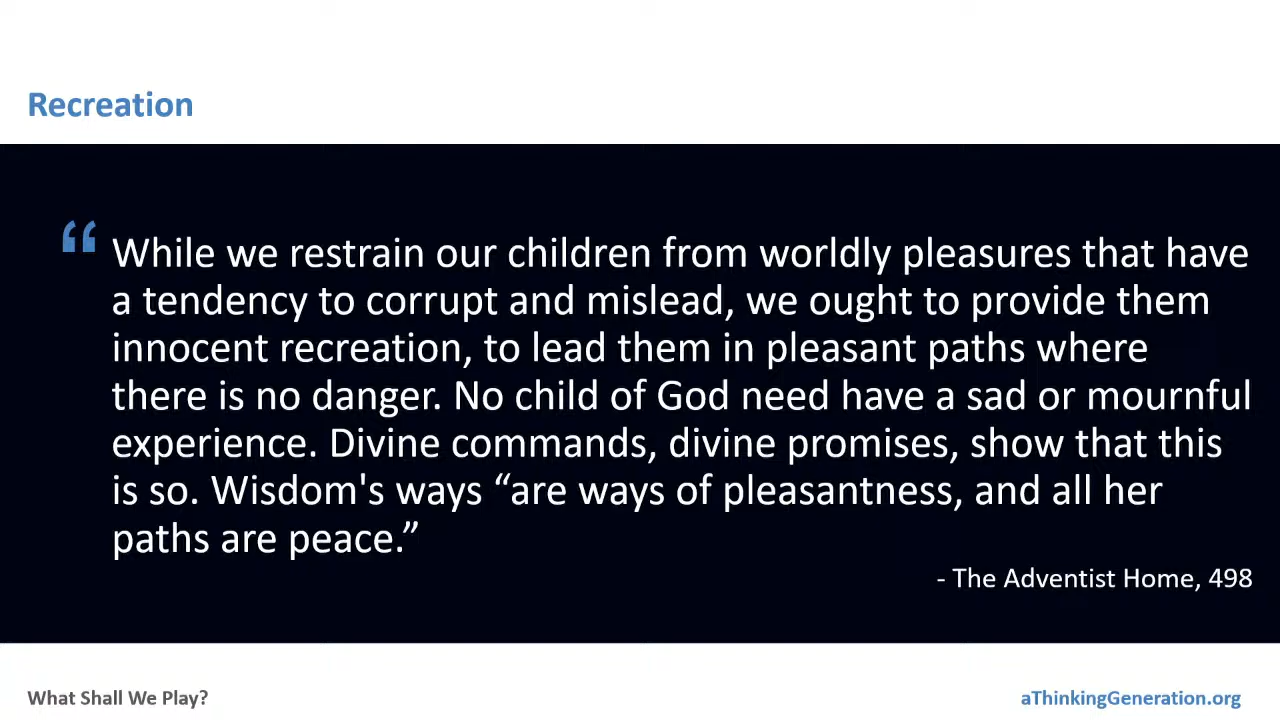 Recreation
“ While we restrain our children from worldly pleasures that have
a tendency to corrupt and mislead, we ought to provide them
innocent recreation, to lead them in pleasant paths where
there is no danger. No child of God need have a sad or mournful
experience. Divine commands, divine promises, show that this
is so. Wisdom's ways “are ways of pleasantness, and all her
paths are peace.”
- The Adventist Home, 498
What Shall We Play?
aThinkingGeneration.org